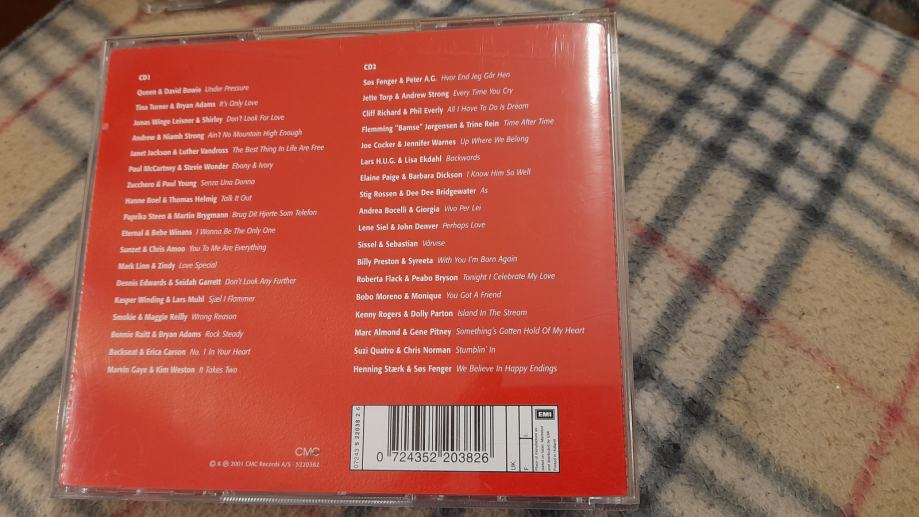 CD1
Queen & David Bowie Under Pressure
Tina Turner & Bryan Adams It's Only Love
Jonas Winge Leisner & Shirley Don't Look For Love
Andrew & Niamh Strong Ain't No Mountain High Enough
Janet Jackson & Luther Vandross The Best Thing In Life Are Free
Paul McCartney & Stevie Wonder Ebony & Ivory
Zucchero & Paul Young Senza Una Donna
Hanne Boel & Thomas Helmig Talk It Out
Paprika Steen & Martin Brygmann Brug Dit Hjerte Som Telefon
Eternal & Bebe Winans I Wanna Be The Only One
Sunzet & Chris Amoo You To Me Are Everything
Mark Linn & Zindy Love Special
Dennis Edwards & Seidah Garrett Don't Look Any Further
Kasper Winding & Lars Muhl Sjæl I Flammer
Smokie & Maggie Reilly Wrong Reason
Bonnie Raitt & Bryan Adams Rock Steady
Backseat & Erica Carson No. 1 In Your Heart
Marvin Gaye & Kim Weston It Takes Two
CD2
Søs Fenger & Peter A.G. Hvor End Jeg Går Hen
Jette Torp & Andrew Strong Every Time You Cry
Cliff Richard & Phil Everly All I Have To Do Is Dream
Flemming "Bamse" Jørgensen & Trine Rein Time After Time
Joe Cocker & Jennifer Warnes Up Where We Belong
Lars H.U.G. & Lisa Ekdahl Backwards
Elaine Paige & Barbara Dickson I Know Him So Well
Stig Rossen & Dee Dee Bridgewater As
Andrea Bocelli & Giorgia Vivo Per Lei
Lene Siel & John Denver Perhaps Love
Sissel & Sebastian Vårvise
Billy Preston & Syreeta With You I'm Born Again
Roberta Flack & Peabo Bryson Tonight I Celebrate My Love
Bobo Moreno & Monique You Got A Friend
Kenny Rogers & Dolly Parton Island In The Stream
Marc Almond & Gene Pitney Something's Gotten Hold Of My Heart
Suzi Quatro & Chris Norman Stumblin' In
Henning Stærk & Søs Fenger We Believe In Happy Endings
CMC
© & ℗ 2001 CMC Records A/S · 5220382
07243 5 22038 2 6
0 724352 203826
UK:
F
EMI